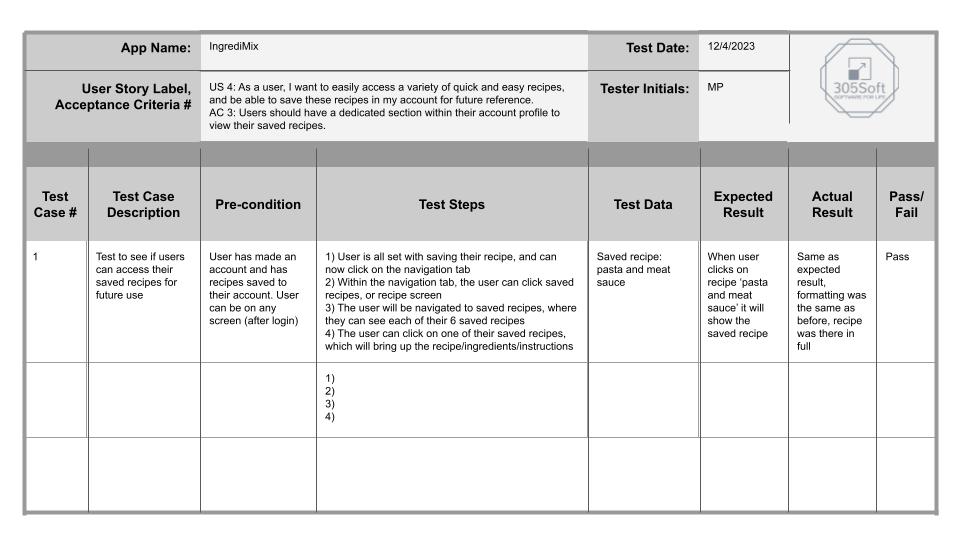 App Name:
IngrediMix
Test Date:
12/4/2023
305Soft
SOFTWARE FOR LIFE
User Story Label,
Acceptance Criteria #
US 4: As a user, I want to easily access a variety of quick and easy recipes,
and be able to save these recipes in my account for future reference.
AC 3: Users should have a dedicated section within their account profile to
view their saved recipes.
Tester Initials:
MP
Test
Case #
Test Case
Description
Pre-condition
Test Steps
Test Data
Expected
Result
Actual
Result
Pass/
Fail
1
Test to see if users
can access their
saved recipes for
future use
User has made an
account and has
recipes saved to
their account. User
can be on any
screen (after login)
1) User is all set with saving their recipe, and can
now click on the navigation tab
2) Within the navigation tab, the user can click saved
recipes, or recipe screen
3) The user will be navigated to saved recipes, where
they can see each of their 6 saved recipes
4) The user can click on one of their saved recipes,
which will bring up the recipe/ingredients/instructions
Saved recipe:
pasta and meat
sauce
When user
clicks on
recipe ‘pasta
and meat
sauce’ it will
show the
saved recipe
Same as
expected
result,
formatting was
the same as
before, recipe
was there in
full
Pass
1)
2)
3)
4)